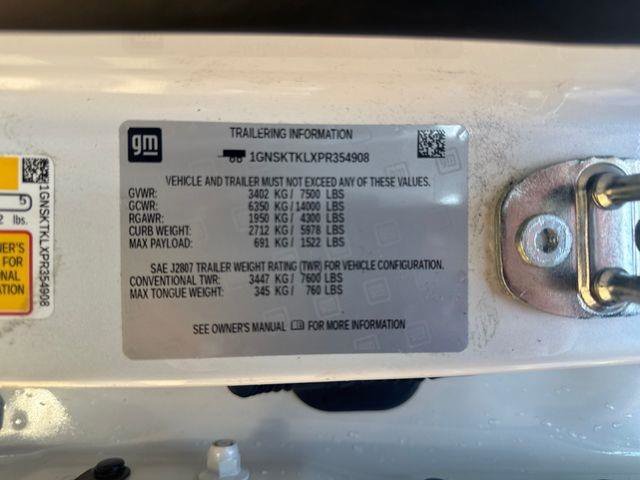 gm
TRAILERING INFORMATION
1GNSKTKLXPR354908
VEHICLE AND TRAILER MUST NOT EXCEED ANY OF THESE VALUES.
GVWR: 3402 KG / 7500 LBS
GCWR: 6350 KG / 14000 LBS
RGAWR: 1950 KG / 4300 LBS
CURB WEIGHT: 2712 KG / 5978 LBS
MAX PAYLOAD: 691 KG / 1522 LBS
SAE J2807 TRAILER WEIGHT RATING (TWR) FOR VEHICLE CONFIGURATION.
CONVENTIONAL TWR: 3447 KG / 7600 LBS
MAX TONGUE WEIGHT: 345 KG / 760 LBS
SEE OWNER'S MANUAL FOR MORE INFORMATION
5
lbs.
FOR
1GNSKTKLXPR354908